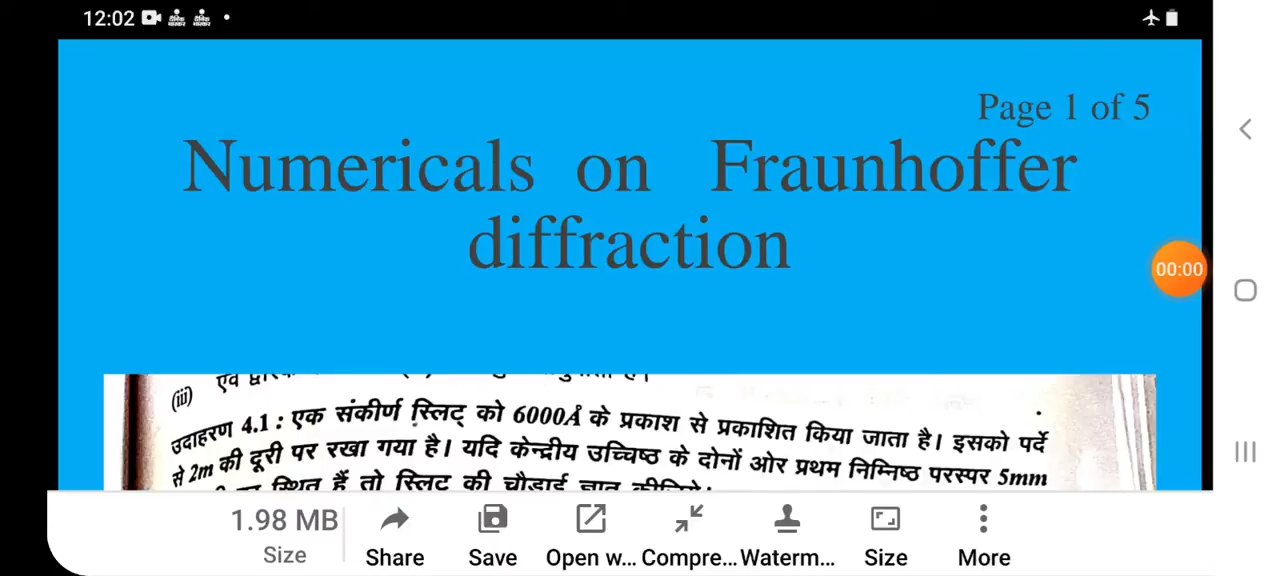 12:02
Page 1 of 5
Numericals on Fraunhoffer
diffraction
00:00
(iii) एवं
उदाहरण 4.1 : एक संकीर्ण स्लिट् को 6000Å के प्रकाश से प्रकाशित किया जाता है। इसको पर्दे
से 2m की दूरी पर रखा गया है। यदि केन्द्रीय उच्चिष्ठ के दोनों ओर प्रथम निम्निष्ठ परस्पर 5mm
स्थित हैं तो स्लिट की चौड़ाई ज्ञात कीजिये।
1.98 MB
Size
Share
Save
Open w...
Compre...
Waterm...
Size
More